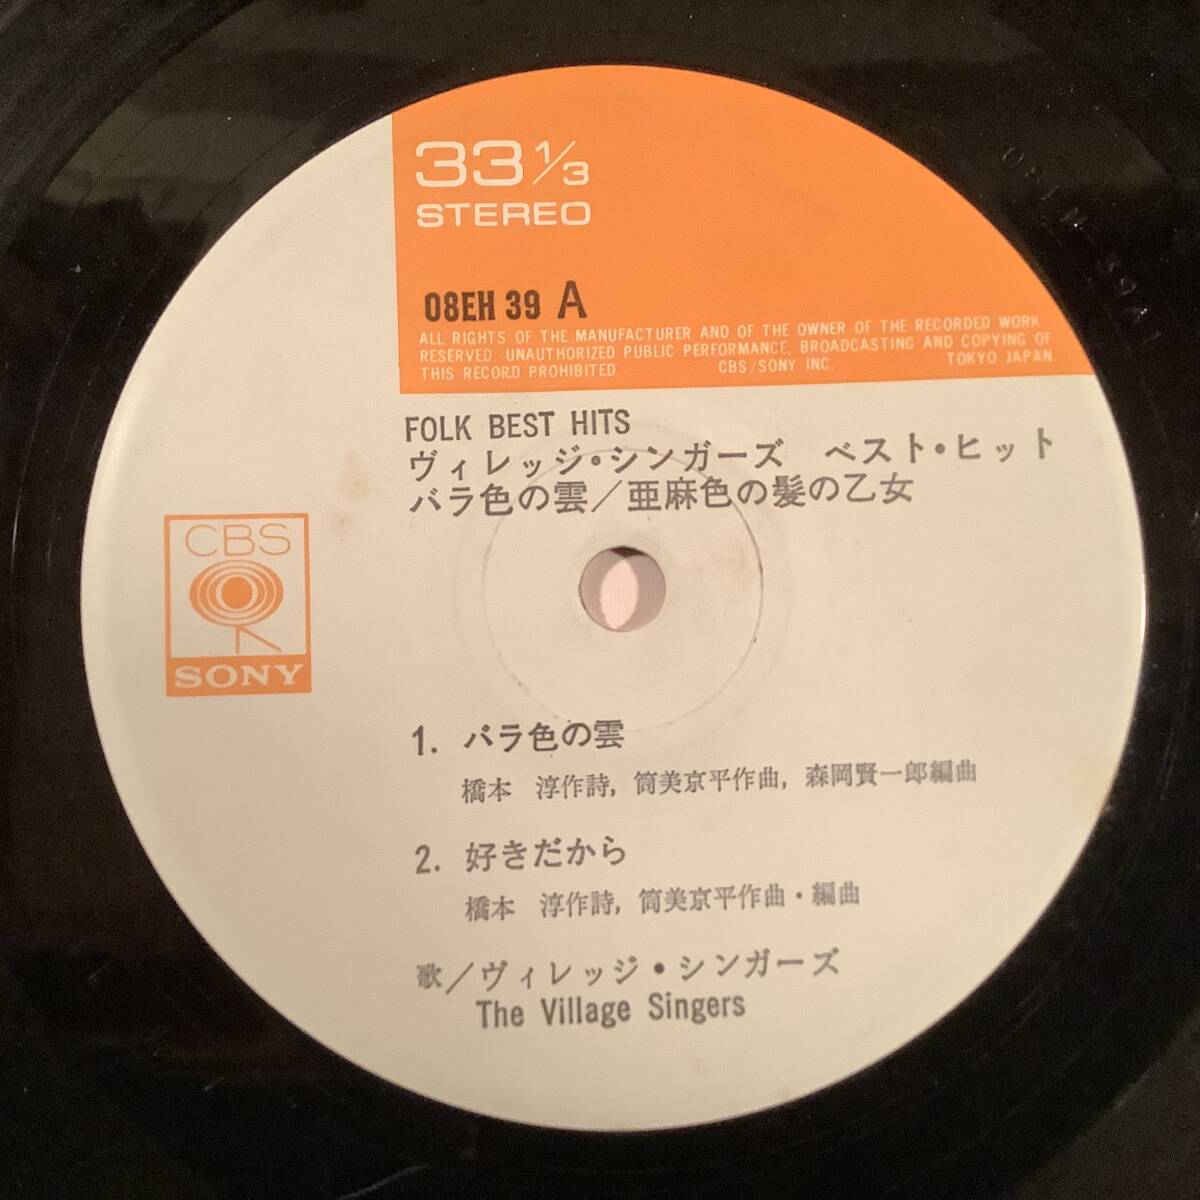 33 1/3
STEREO
08EH 39 A
ALL RIGHTS OF THE MANUFACTURER AND OF THE OWNER OF THE RECORDED WORK
RESERVED. UNAUTHORIZED PUBLIC PERFORMANCE, BROADCASTING AND COPYING OF
THIS RECORD PROHIBITED. CBS/SONY INC. TOKYO JAPAN.
FOLK BEST HITS
ヴィレッジ・シンガーズ ベスト・ヒット
バラ色の雲/亜麻色の髪の乙女
CBS
SONY
1. バラ色の雲
橋本 淳作詩, 筒美京平作曲, 森岡賢一郎編曲
2. 好きだから
橋本 淳作詩, 筒美京平作曲・編曲
歌/ヴィレッジ・シンガーズ
The Village Singers